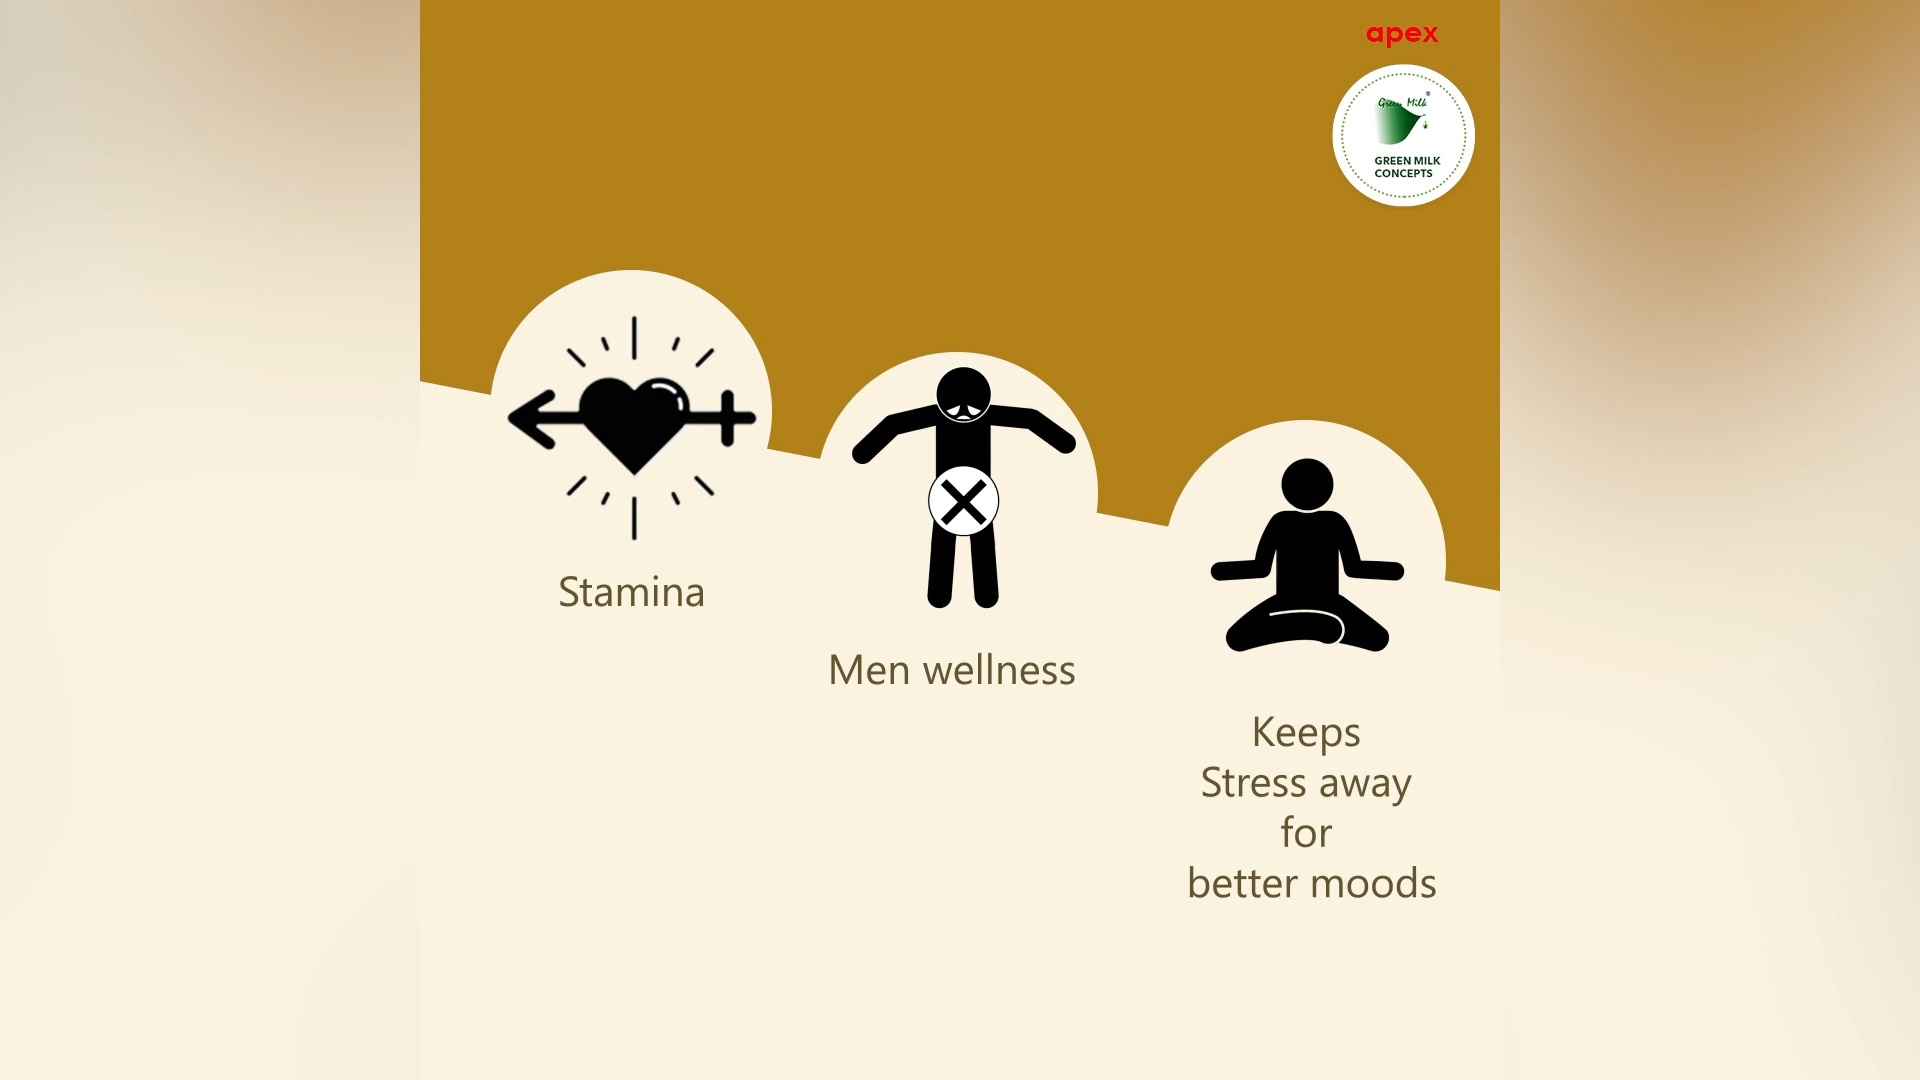 apex
Green Milk
®
GREEN MILK
CONCEPTS
Stamina
Men wellness
Keeps
Stress away
for
better moods